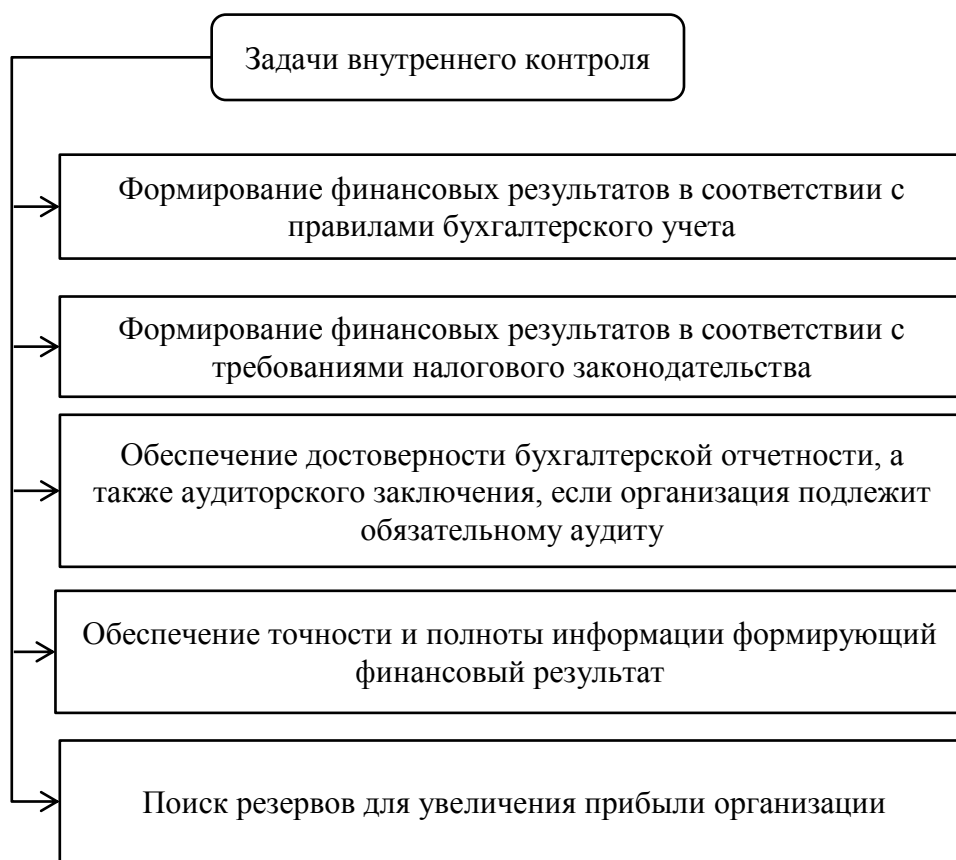 Задачи внутреннего контроля
Формирование финансовых результатов в соответствии с
правилами бухгалтерского учета
Формирование финансовых результатов в соответствии с
требованиями налогового законодательства
Обеспечение достоверности бухгалтерской отчетности, а
также аудиторского заключения, если организация подлежит
обязательному аудиту
Обеспечение точности и полноты информации формирующий
финансовый результат
Поиск резервов для увеличения прибыли организации